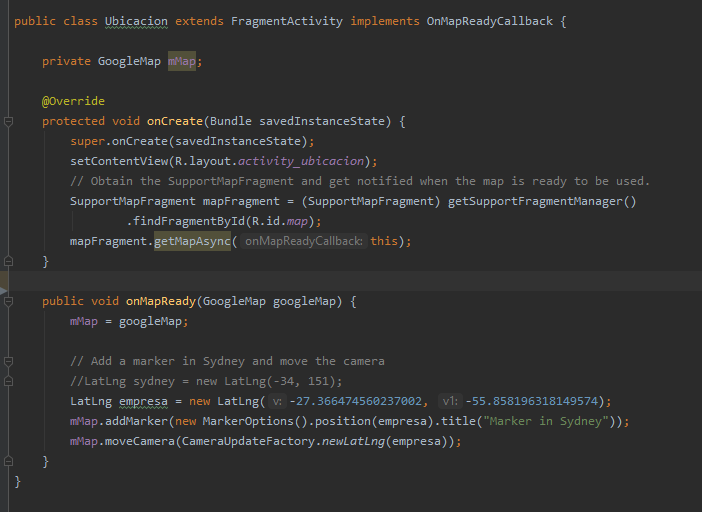 public class Ubicacion extends FragmentActivity implements OnMapReadyCallback {
private GoogleMap mMap;
@Override
protected void onCreate(Bundle savedInstanceState) {
super.onCreate(savedInstanceState);
setContentView(R.layout.activity_ubicacion);
// Obtain the SupportMapFragment and get notified when the map is ready to be used.
SupportMapFragment mapFragment = (SupportMapFragment) getSupportFragmentManager()
.findFragmentById(R.id.map);
mapFragment.getMapAsync( onMapReadyCallback: this);
}
public void onMapReady(GoogleMap googleMap) {
mMap = googleMap;
// Add a marker in Sydney and move the camera
//LatLng sydney = new LatLng(-34, 151);
LatLng empresa = new LatLng( v: -27.366474560237002, v1: -55.858196318149574);
mMap.addMarker(new MarkerOptions().position(empresa).title("Marker in Sydney"));
mMap.moveCamera(CameraUpdateFactory.newLatLng(empresa));
}
}